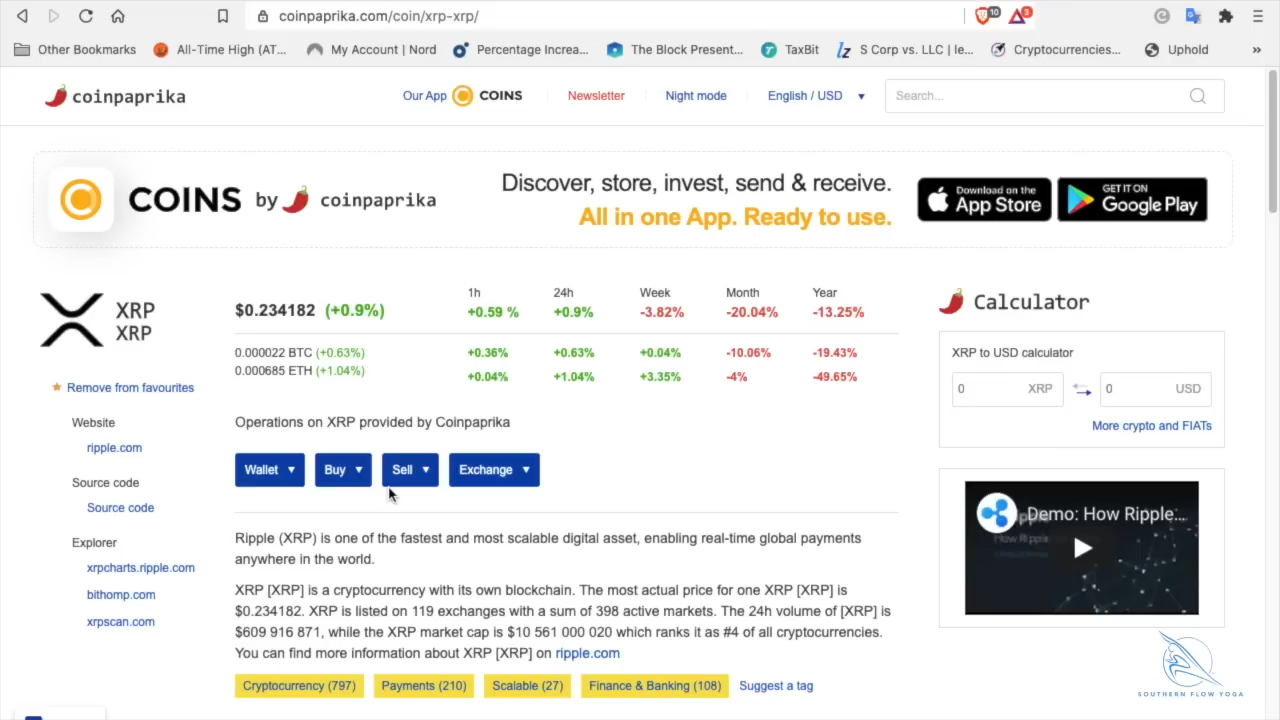 coinpaprika.com/coin/xrp-xrp/
10
3
Other Bookmarks
All-Time High (AT...
My Account | Nord
Percentage Increa...
The Block Present...
TaxBit
S Corp vs. LLC | le...
Cryptocurrencies...
Uphold
»
coinpaprika
Our App
COINS
Newsletter
Night mode
English / USD
Search...
COINS by coinpaprika
Discover, store, invest, send & receive.
All in one App. Ready to use.
Download on the
App Store
GET IT ON
Google Play
XRP
XRP
Remove from favourites
Website
ripple.com
Source code
Source code
Explorer
xrpcharts.ripple.com
bithomp.com
xrpscan.com
1h 24h Week Month Year
$0.234182 (+0.9%) +0.59 % +0.9% -3.82% -20.04% -13.25%
0.000022 BTC (+0.63%) +0.36% +0.63% +0.04% -10.06% -19.43%
0.000685 ETH (+1.04%) +0.04% +1.04% +3.35% -4% -49.65%
Operations on XRP provided by Coinpaprika
Wallet Buy Sell Exchange
Ripple (XRP) is one of the fastest and most scalable digital asset, enabling real-time global payments
anywhere in the world.
XRP [XRP] is a cryptocurrency with its own blockchain. The most actual price for one XRP [XRP] is
$0.234182. XRP is listed on 119 exchanges with a sum of 398 active markets. The 24h volume of [XRP] is
$609 916 871, while the XRP market cap is $10 561 000 020 which ranks it as #4 of all cryptocurrencies.
You can find more information about XRP [XRP] on ripple.com
Cryptocurrency (797) Payments (210) Scalable (27) Finance & Banking (108) Suggest a tag
Calculator
XRP to USD calculator
0 XRP 0 USD
More crypto and FIATs
Demo: How Ripple...
SOUTHERN FLOW YOGA